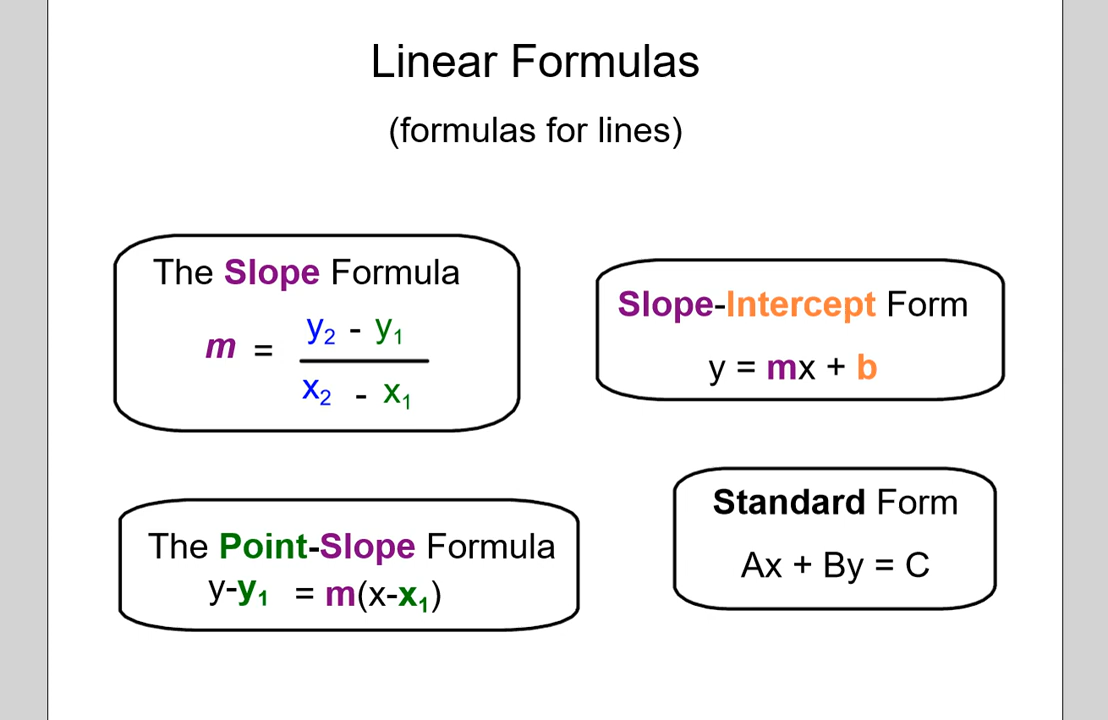 Linear Formulas
(formulas for lines)
The Slope Formula
m = y₂ - y₁
x₂ - x₁
Slope-Intercept Form
y = mx + b
The Point-Slope Formula
y-y₁ = m(x-x₁)
Standard Form
Ax + By = C